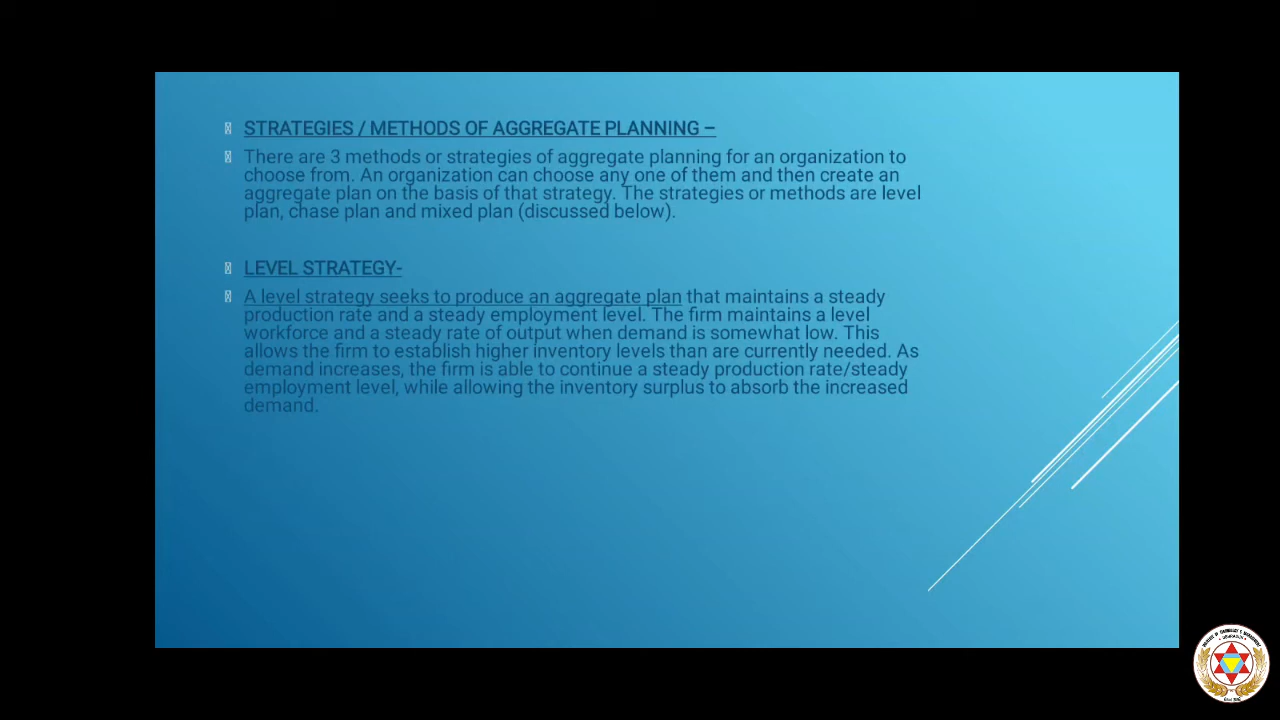 STRATEGIES / METHODS OF AGGREGATE PLANNING –
There are 3 methods or strategies of aggregate planning for an organization to
choose from. An organization can choose any one of them and then create an
aggregate plan on the basis of that strategy. The strategies or methods are level
plan, chase plan and mixed plan (discussed below).
LEVEL STRATEGY-
A level strategy seeks to produce an aggregate plan that maintains a steady
production rate and a steady employment level. The firm maintains a level
workforce and a steady rate of output when demand is somewhat low. This
allows the firm to establish higher inventory levels than are currently needed. As
demand increases, the firm is able to continue a steady production rate/steady
employment level, while allowing the inventory surplus to absorb the increased
demand.